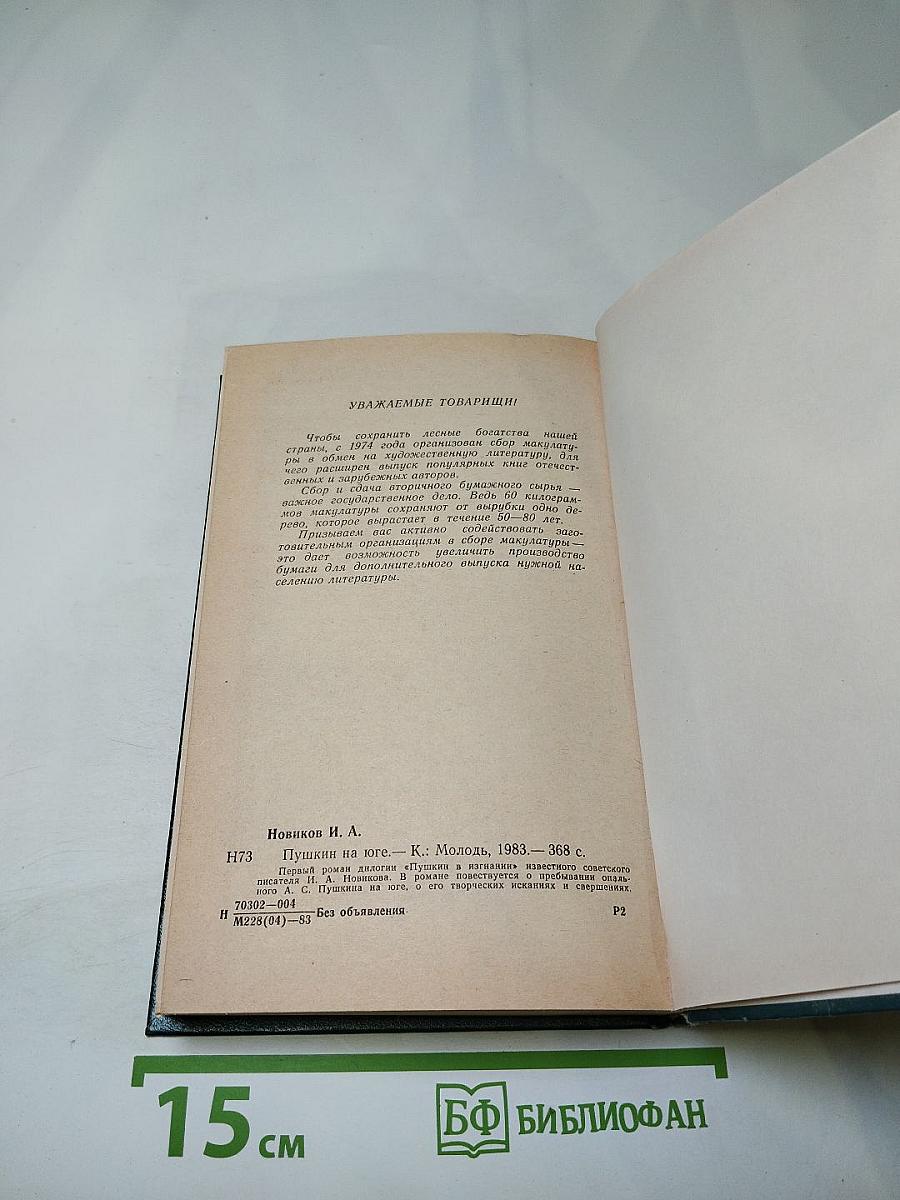 УВАЖАЕМЫЕ ТОВАРИЩИ!
Чтобы сохранить лесные богатства нашей
страны, с 1974 года организован сбор макулату-
ры в обмен на художественную литературу, для
чего расширен выпуск популярных книг отечест-
венных и зарубежных авторов.
Сбор и сдача вторичного бумажного сырья —
важное государственное дело. Ведь 60 килограм-
мов макулатуры сохраняют от вырубки одно де-
рево, которое вырастает в течение 50—80 лет.
Призываем вас активно содействовать заго-
товительным организациям в сборе макулатуры —
это дает возможность увеличить производство
бумаги для дополнительного выпуска нужной на-
селению литературы.
Новиков И. А.
Н73 Пушкин на юге.— К.: Молодь, 1983.— 368 с.
Первый роман дилогии «Пушкин в изгнании» известного советского
писателя И. А. Новикова. В романе повествуется о пребывании опаль-
ного А. С. Пушкина на юге, о его творческих исканиях и свершениях.
70302—004
Н Без объявления Р2
М228(04)—83
15 см
БФ БИБЛИОФАН